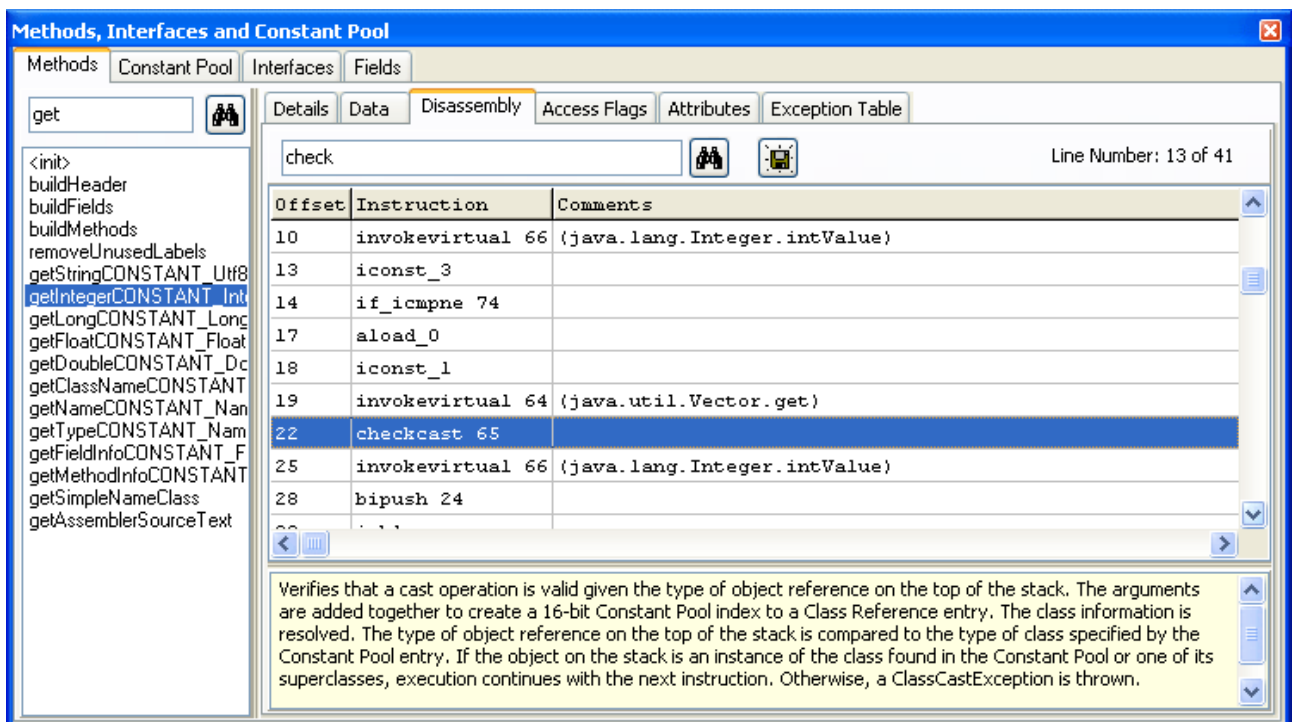 Methods, Interfaces and Constant Pool
Methods Constant Pool Interfaces Fields
get
<init>
buildHeader
buildFields
buildMethods
removeUnusedLabels
getStringCONSTANT_Utf8
getIntegerCONSTANT_Inte
getLongCONSTANT_Long
getFloatCONSTANT_Float
getDoubleCONSTANT_Do
getClassNameCONSTANT
getNameCONSTANT_Nam
getTypeCONSTANT_Nam
getFieldInfoCONSTANT_F
getMethodInfoCONSTANT
getSimpleNameClass
getAssemblerSourceText
Details Data Disassembly Access Flags Attributes Exception Table
check Line Number: 13 of 41
Offset Instruction Comments
10 invokevirtual 66 (java.lang.Integer.intValue)
13 iconst_3
14 if_icmpne 74
17 aload_0
18 iconst_1
19 invokevirtual 64 (java.util.Vector.get)
22 checkcast 65
25 invokevirtual 66 (java.lang.Integer.intValue)
28 bipush 24
Verifies that a cast operation is valid given the type of object reference on the top of the stack. The arguments
are added together to create a 16-bit Constant Pool index to a Class Reference entry. The class information is
resolved. The type of object reference on the top of the stack is compared to the type of class specified by the
Constant Pool entry. If the object on the stack is an instance of the class found in the Constant Pool or one of its
superclasses, execution continues with the next instruction. Otherwise, a ClassCastException is thrown.